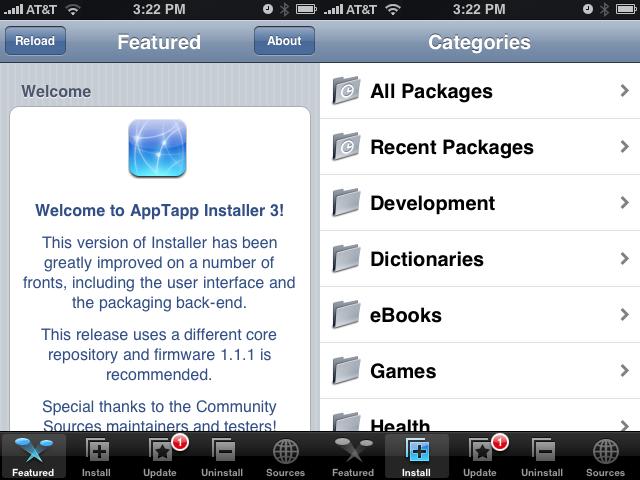 AT&T 3:22 PM
Reload Featured About
Welcome
Welcome to AppTapp Installer 3!
This version of Installer has been
greatly improved on a number of
fronts, including the user interface and
the packaging back-end.
This release uses a different core
repository and firmware 1.1.1 is
recommended.
Special thanks to the Community
Sources maintainers and testers!
1
Featured Install Update Uninstall Sources
AT&T 3:22 PM
Categories
All Packages
Recent Packages
Development
Dictionaries
eBooks
Games
Health
1
Featured Install Update Uninstall Sources